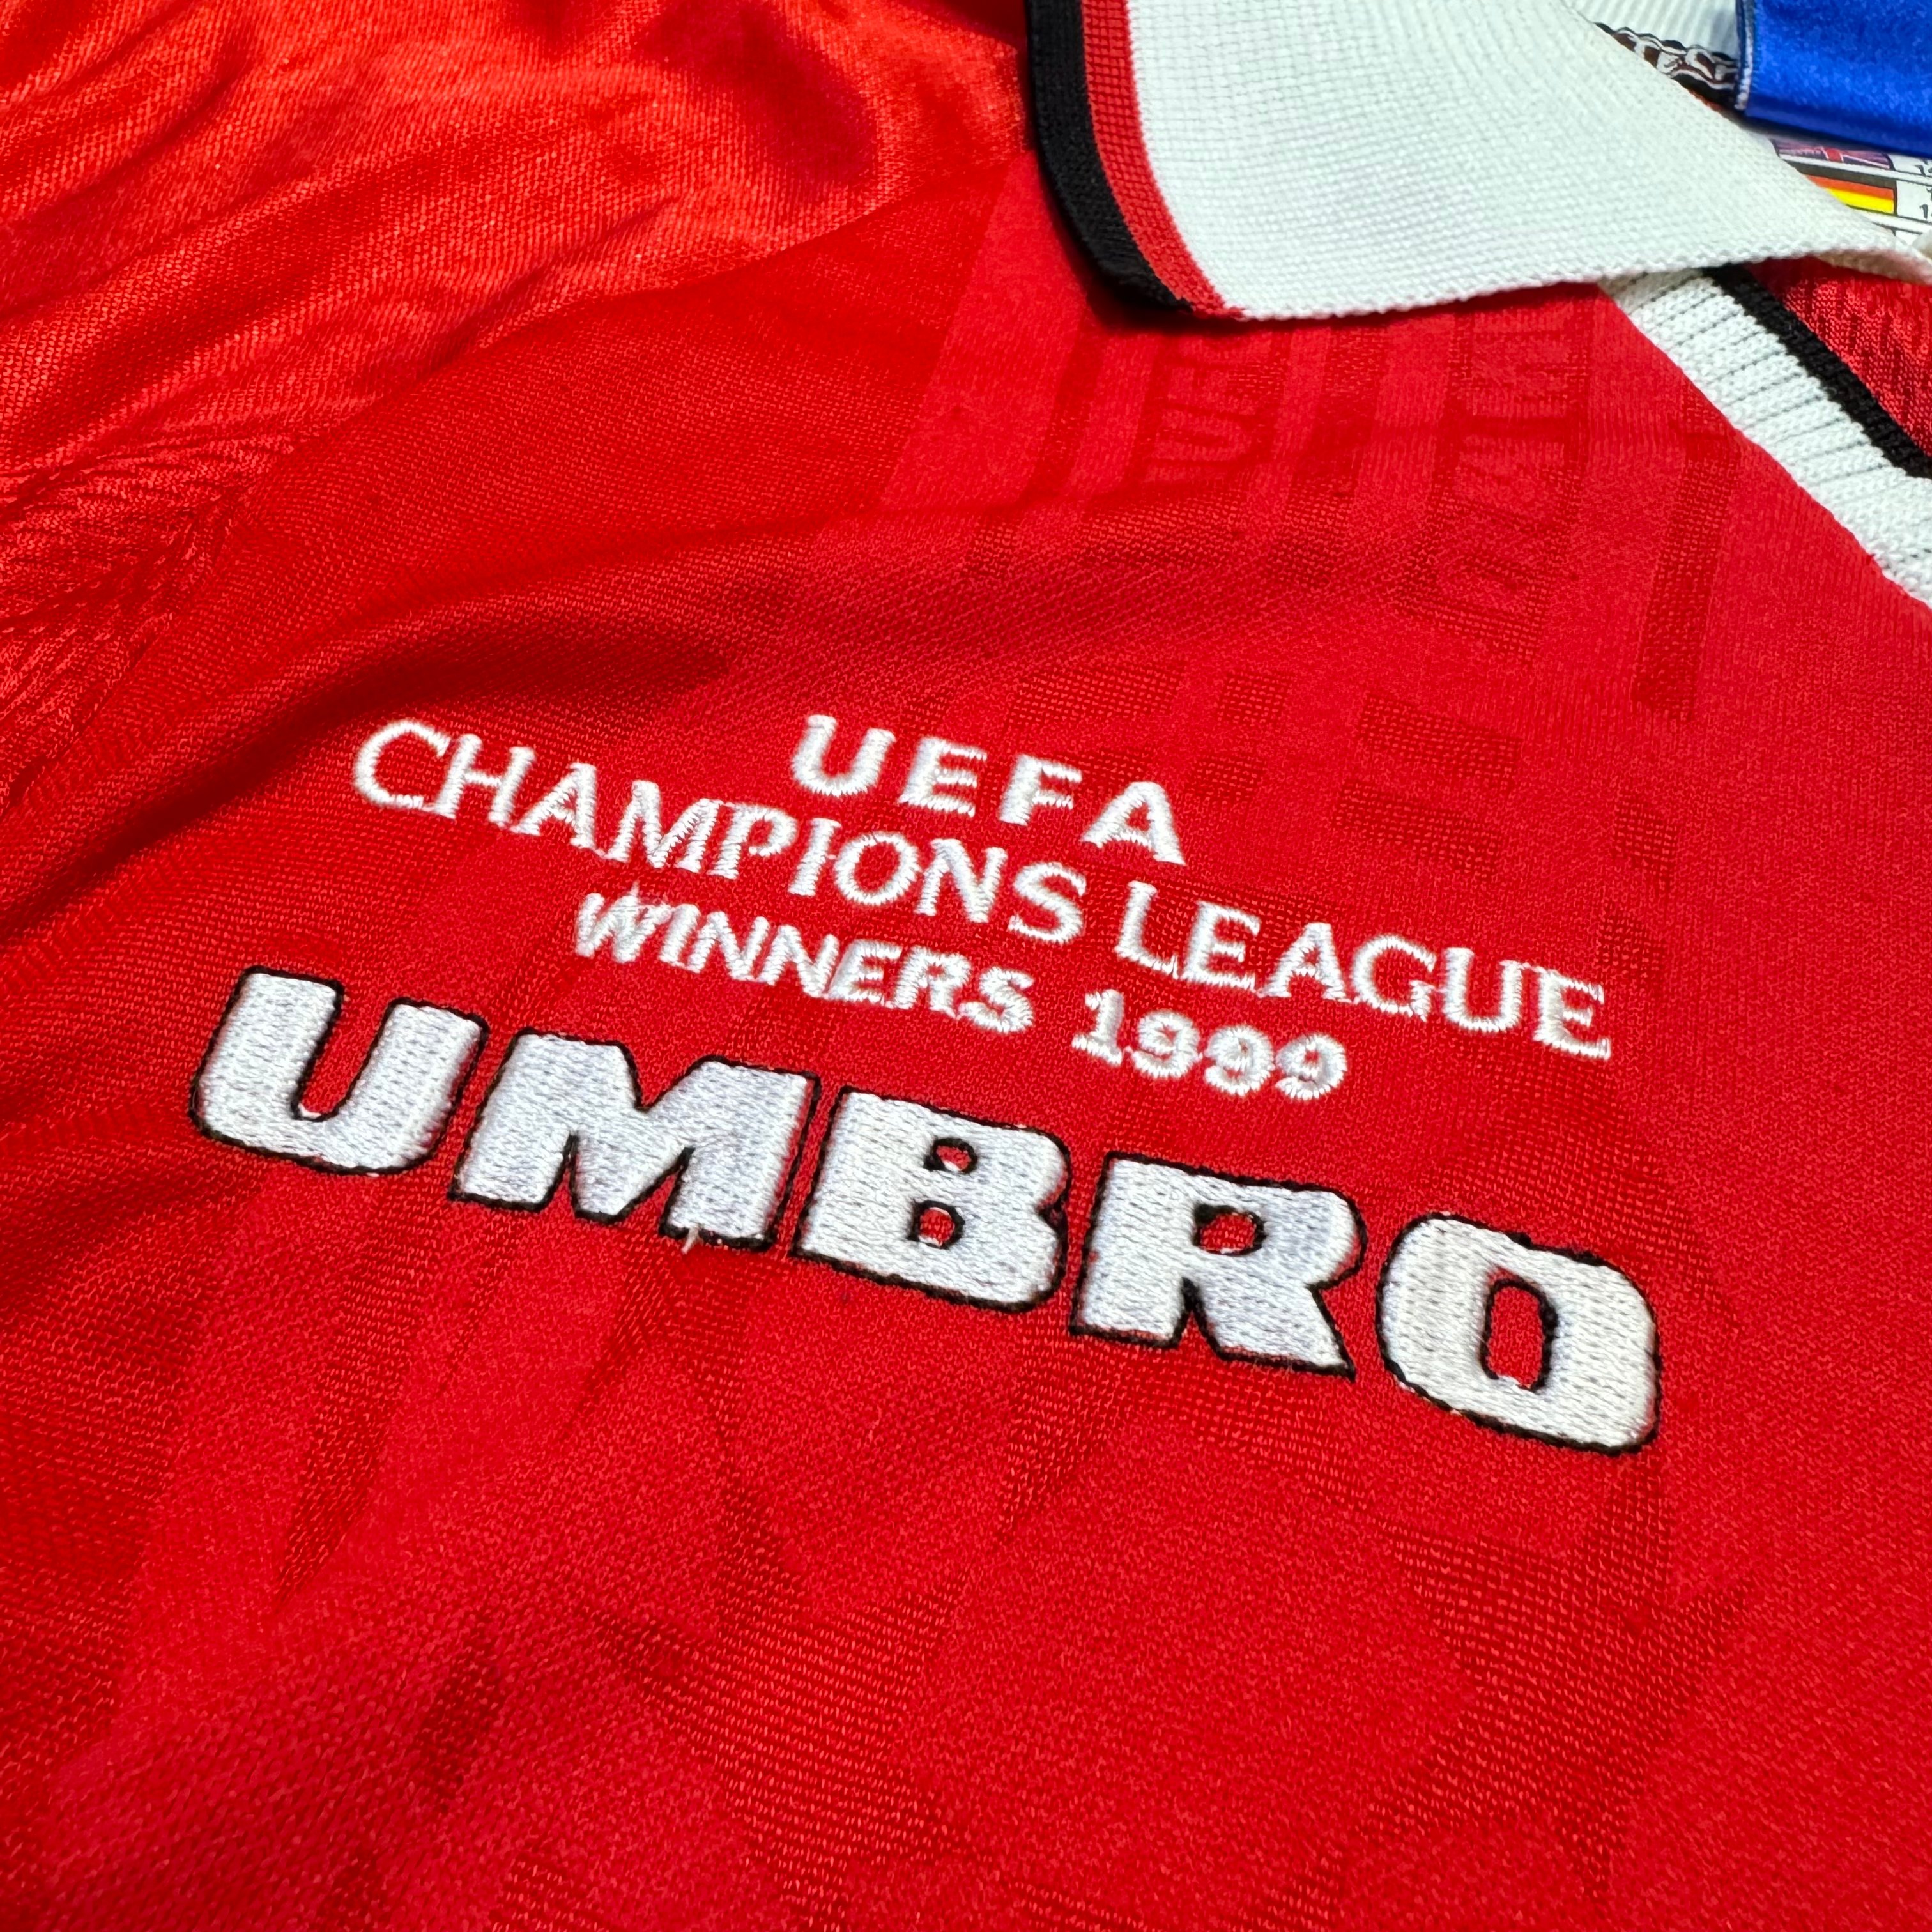 UEFA
CHAMPIONS LEAGUE
WINNERS 1999
UMBRO